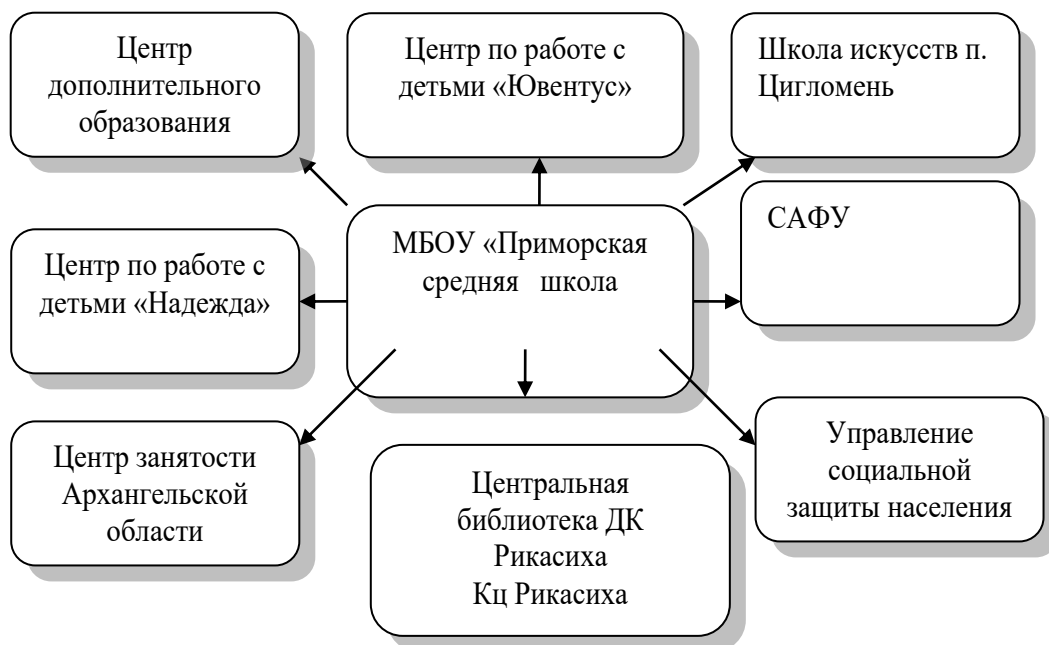 Центр
дополнительного
образования
Центр по работе с
детьми «Ювентус»
Школа искусств п.
Цигломень
МБОУ «Приморская
средняя школа
САФУ
Центр по работе с
детьми «Надежда»
Центр занятости
Архангельской
области
Центральная
библиотека ДК
Рикасиха
Кц Рикасиха
Управление
социальной
защиты населения